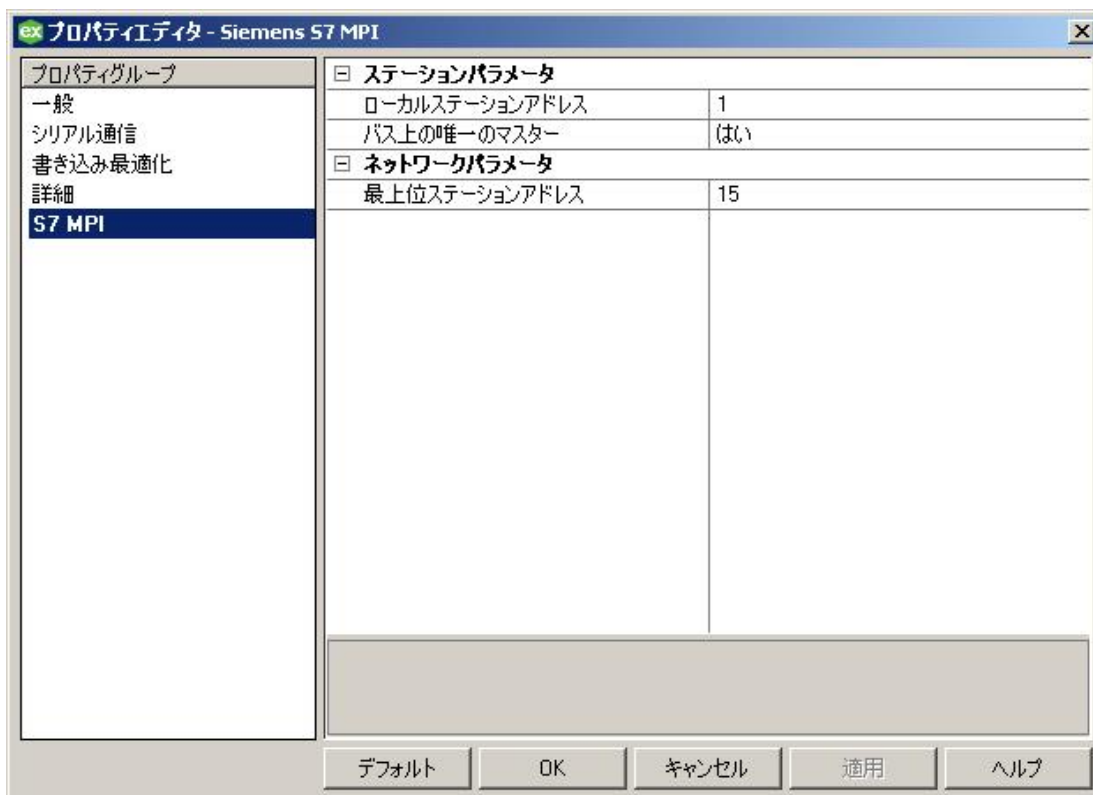 ex プロパティエディタ - Siemens S7 MPI
プロパティグループ
一般
シリアル通信
書き込み最適化
詳細
S7 MPI
ステーションパラメータ
ローカルステーションアドレス 1
バス上の唯一のマスター はい
ネットワークパラメータ
最上位ステーションアドレス 15
デフォルト OK キャンセル 適用 ヘルプ